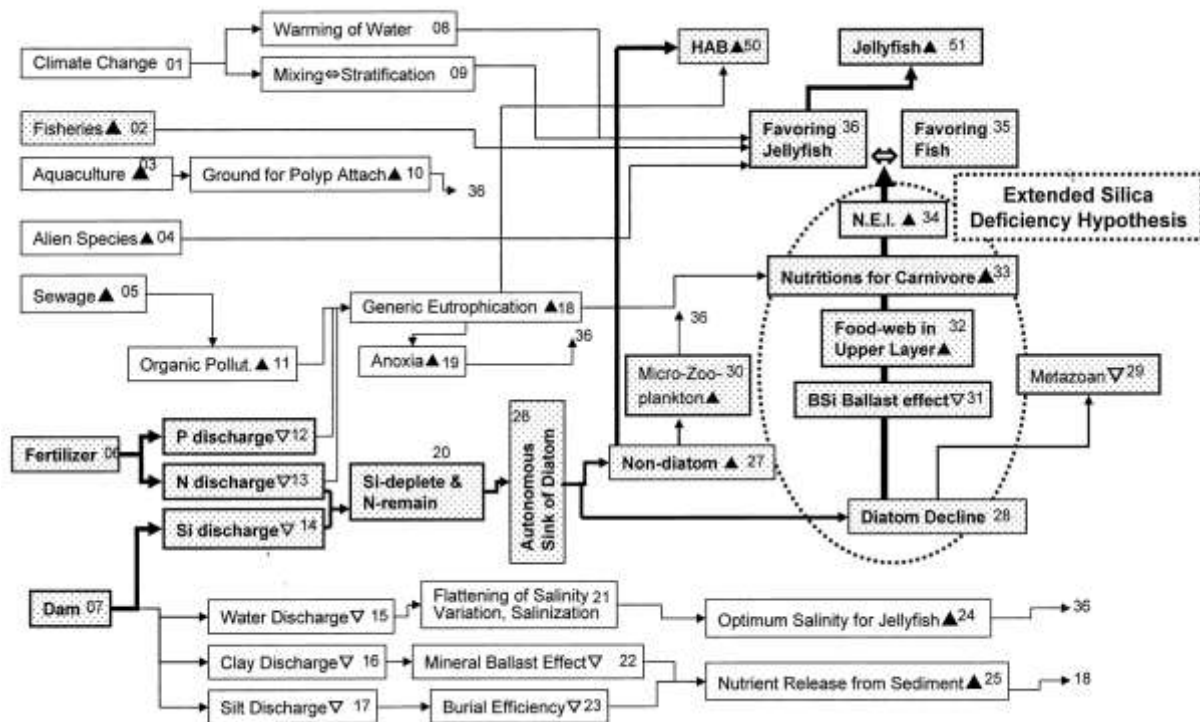 Climate Change 01
Warming of Water 08
Mixing⇔Stratification 09
HAB▲50
Jellyfish▲ 51
Fisheries▲ 02
Favoring 36
Jellyfish
⇔
Favoring 35
Fish
Aquaculture▲ 03
Ground for Polyp Attach▲ 10
36
Extended Silica
Deficiency Hypothesis
N.E.I.▲ 34
Alien Species▲04
Nutritions for Carnivore▲33
Sewage▲ 05
Generic Eutrophication ▲18
36
36
Food-web in 32
Upper Layer▲
Organic Pollut.▲ 11
Anoxia▲ 19
Micro-Zoo- 30
plankton▲
Metazoan▽29
BSi Ballast effect▽31
P discharge▽12
Fertilizer 06
N discharge▽13
20
Si-deplete &
N-remain
26
Autonomous
Sink of Diatom
Non-diatom ▲ 27
Si discharge▽ 14
Diatom Decline 28
Dam 07
Water Discharge▽ 15
Flattening of Salinity 21
Variation, Salinization
Optimum Salinity for Jellyfish▲24
36
Clay Discharge▽ 16
Mineral Ballast Effect▽ 22
Nutrient Release from Sediment▲25
18
Silt Discharge▽ 17
Burial Efficiency▽23